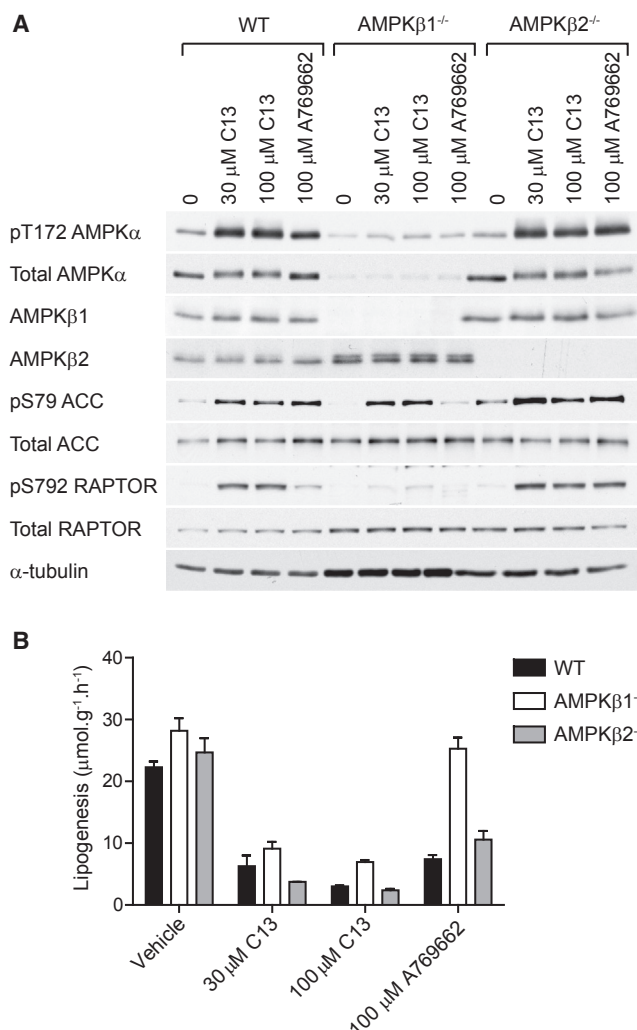 A
WT AMPKβ1⁻/⁻ AMPKβ2⁻/⁻
0 30 µM C13 100 µM C13 100 µM A769662 0 30 µM C13 100 µM C13 100 µM A769662 0 30 µM C13 100 µM C13 100 µM A769662
pT172 AMPKα
Total AMPKα
AMPKβ1
AMPKβ2
pS79 ACC
Total ACC
pS792 RAPTOR
Total RAPTOR
α-tubulin
B
Lipogenesis (µmol.g⁻¹.h⁻¹)
40
30
20
10
0
Vehicle
30 µM C13
100 µM C13
100 µM A769662
WT
AMPKβ1⁻
AMPKβ2⁻